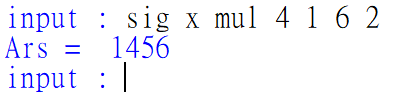 input : sig x mul 4 1 6 2
Ars = 1456
input :